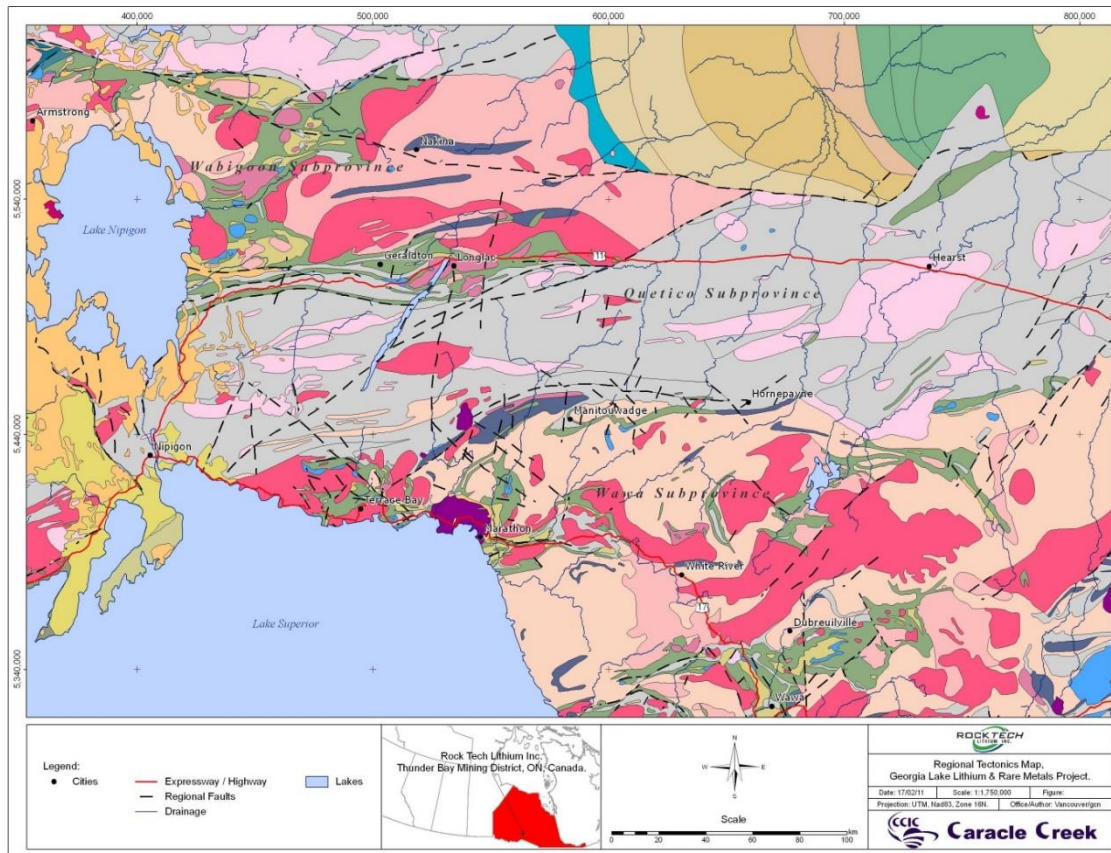 400,000 500,000 600,000 700,000 800,000
Armstrong
Nakina
Wabigoon Subprovince
5,540,000
Lake Nipigon
Geraldton
Longlac
11
Hearst
Quetico Subprovince
Hornepayne
Manitouwadge
5,440,000
Nipigon
Wawa Subprovince
Terrace Bay
Marathon
White River
17
Lake Superior
Dubreuilville
5,340,000
Wawa
Legend:
Cities
Expressway / Highway
Regional Faults
Drainage
Lakes
Rock Tech Lithium Inc.
Thunder Bay Mining District, ON, Canada.
N
W E
S
Scale
0 10 20 40 60 80 100
km
ROCKTECH
LITHIUM INC.
Regional Tectonics Map,
Georgia Lake Lithium & Rare Metals Project.
Date: 17/02/11 Scale: 1:1,750,000 Figure:
Projection: UTM, Nad83, Zone 16N. Office/Author: Vancouver/gcn
CCIC Caracle Creek